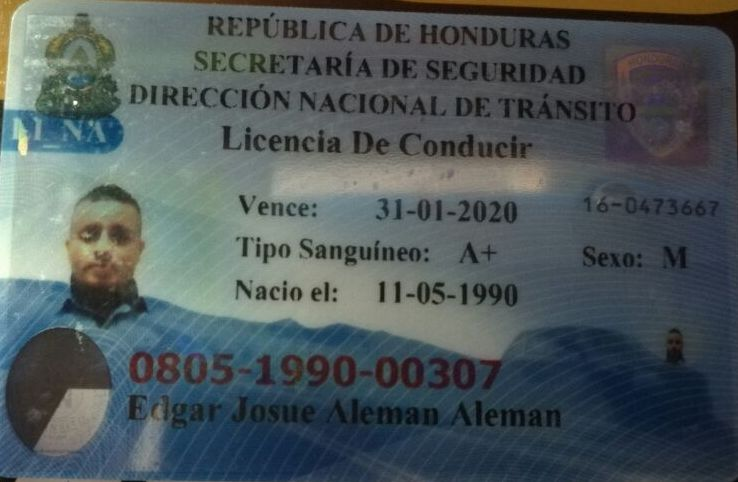 REPÚBLICA DE HONDURAS
SECRETARÍA DE SEGURIDAD
DIRECCIÓN NACIONAL DE TRÁNSITO
Licencia De Conducir
Vence: 31-01-2020 16-0473667
Tipo Sanguíneo: A+ Sexo: M
Nacio el: 11-05-1990
0805-1990-00307
Edgar Josue Aleman Aleman